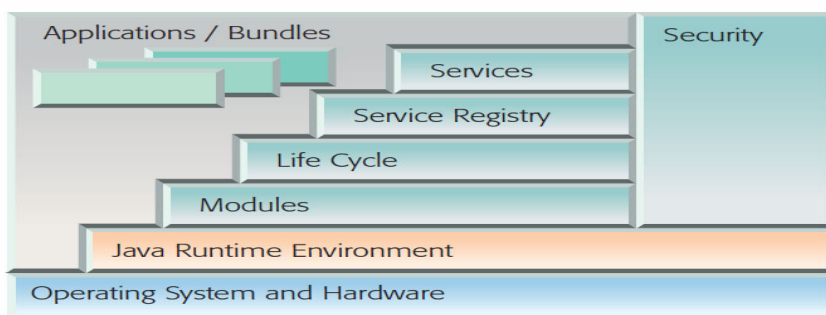 Applications / Bundles
Security
Services
Service Registry
Life Cycle
Modules
Java Runtime Environment
Operating System and Hardware